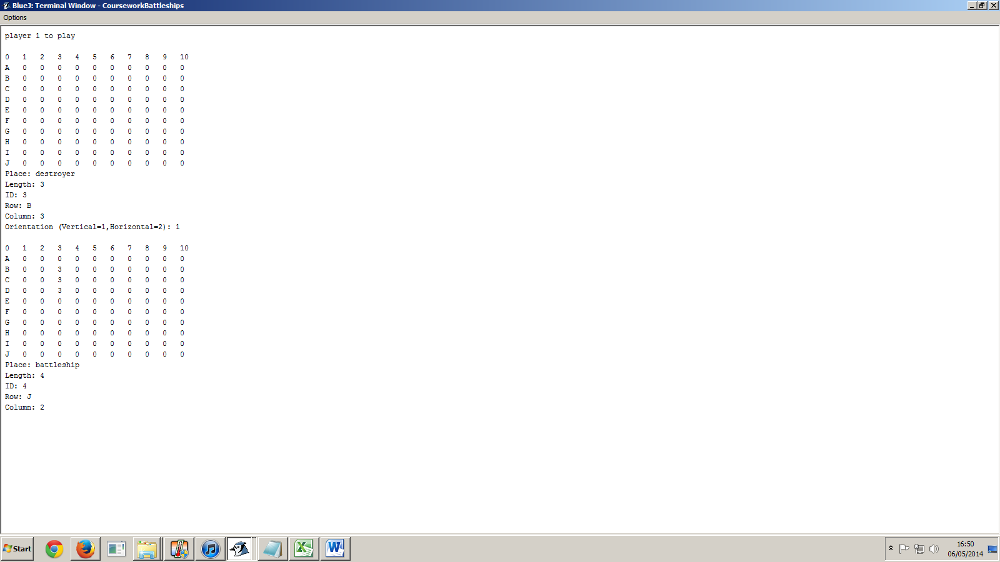 BlueJ: Terminal Window - CourseworkBattleships
Options
player 1 to play
0 1 2 3 4 5 6 7 8 9 10
A 0 0 0 0 0 0 0 0 0 0
B 0 0 0 0 0 0 0 0 0 0
C 0 0 0 0 0 0 0 0 0 0
D 0 0 0 0 0 0 0 0 0 0
E 0 0 0 0 0 0 0 0 0 0
F 0 0 0 0 0 0 0 0 0 0
G 0 0 0 0 0 0 0 0 0 0
H 0 0 0 0 0 0 0 0 0 0
I 0 0 0 0 0 0 0 0 0 0
J 0 0 0 0 0 0 0 0 0 0
Place: destroyer
Length: 3
ID: 3
Row: B
Column: 3
Orientation (Vertical=1,Horizontal=2): 1
0 1 2 3 4 5 6 7 8 9 10
A 0 0 0 0 0 0 0 0 0 0
B 0 0 3 0 0 0 0 0 0 0
C 0 0 3 0 0 0 0 0 0 0
D 0 0 3 0 0 0 0 0 0 0
E 0 0 0 0 0 0 0 0 0 0
F 0 0 0 0 0 0 0 0 0 0
G 0 0 0 0 0 0 0 0 0 0
H 0 0 0 0 0 0 0 0 0 0
I 0 0 0 0 0 0 0 0 0 0
J 0 0 0 0 0 0 0 0 0 0
Place: battleship
Length: 4
ID: 4
Row: J
Column: 2
Start
16:50
06/05/2014